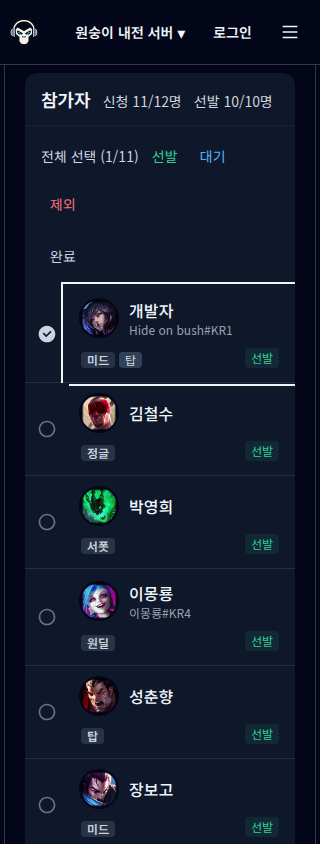 원숭이 내전 서버 ▼ 로그인
참가자 신청 11/12명 선발 10/10명
전체 선택 (1/11) 선발 대기
제외
완료
개발자
Hide on bush#KR1
미드 탑 선발
김철수
정글 선발
박영희
서폿 선발
이몽룡
이몽룡#KR4
원딜 선발
성춘향
탑 선발
장보고
미드 선발